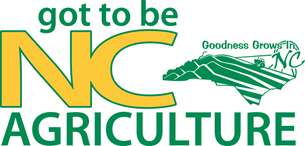 got to be
NC
Goodness Grows In
NC
AGRICULTURE